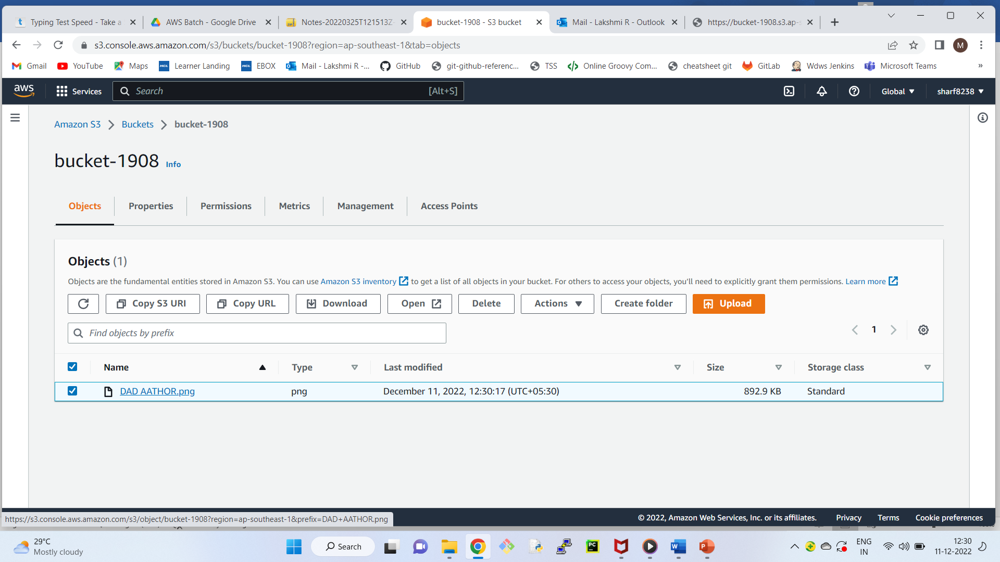 Typing Test Speed - Take a
AWS Batch - Google Drive
Notes-20220325T121513Z-
bucket-1908 - S3 bucket
Mail - Lakshmi R - Outlook
https://bucket-1908.s3.ap-s
s3.console.aws.amazon.com/s3/buckets/bucket-1908?region=ap-southeast-1&tab=objects
M
Gmail
YouTube
Maps
HCL
Learner Landing
HCL
EBOX
Mail - Lakshmi R -...
GitHub
git-github-referenc...
TSS
Online Groovy Com...
cheatsheet git
GitLab
Wdws Jenkins
Microsoft Teams
»
aws
Services
Search
[Alt+S]
Global
sharf8238
Amazon S3
Buckets
bucket-1908
bucket-1908 Info
Objects
Properties
Permissions
Metrics
Management
Access Points
Objects (1)
Objects are the fundamental entities stored in Amazon S3. You can use Amazon S3 inventory to get a list of all objects in your bucket. For others to access your objects, you'll need to explicitly grant them permissions. Learn more
Copy S3 URI
Copy URL
Download
Open
Delete
Actions
Create folder
Upload
Find objects by prefix
1
Name
Type
Last modified
Size
Storage class
DAD AATHOR.png
png
December 11, 2022, 12:30:17 (UTC+05:30)
892.9 KB
Standard
https://s3.console.aws.amazon.com/s3/object/bucket-1908?region=ap-southeast-1&prefix=DAD+AATHOR.png
© 2022, Amazon Web Services, Inc. or its affiliates.
Privacy
Terms
Cookie preferences
29°C
Mostly cloudy
Search
PC
W
P
ENG
IN
12:30
11-12-2022